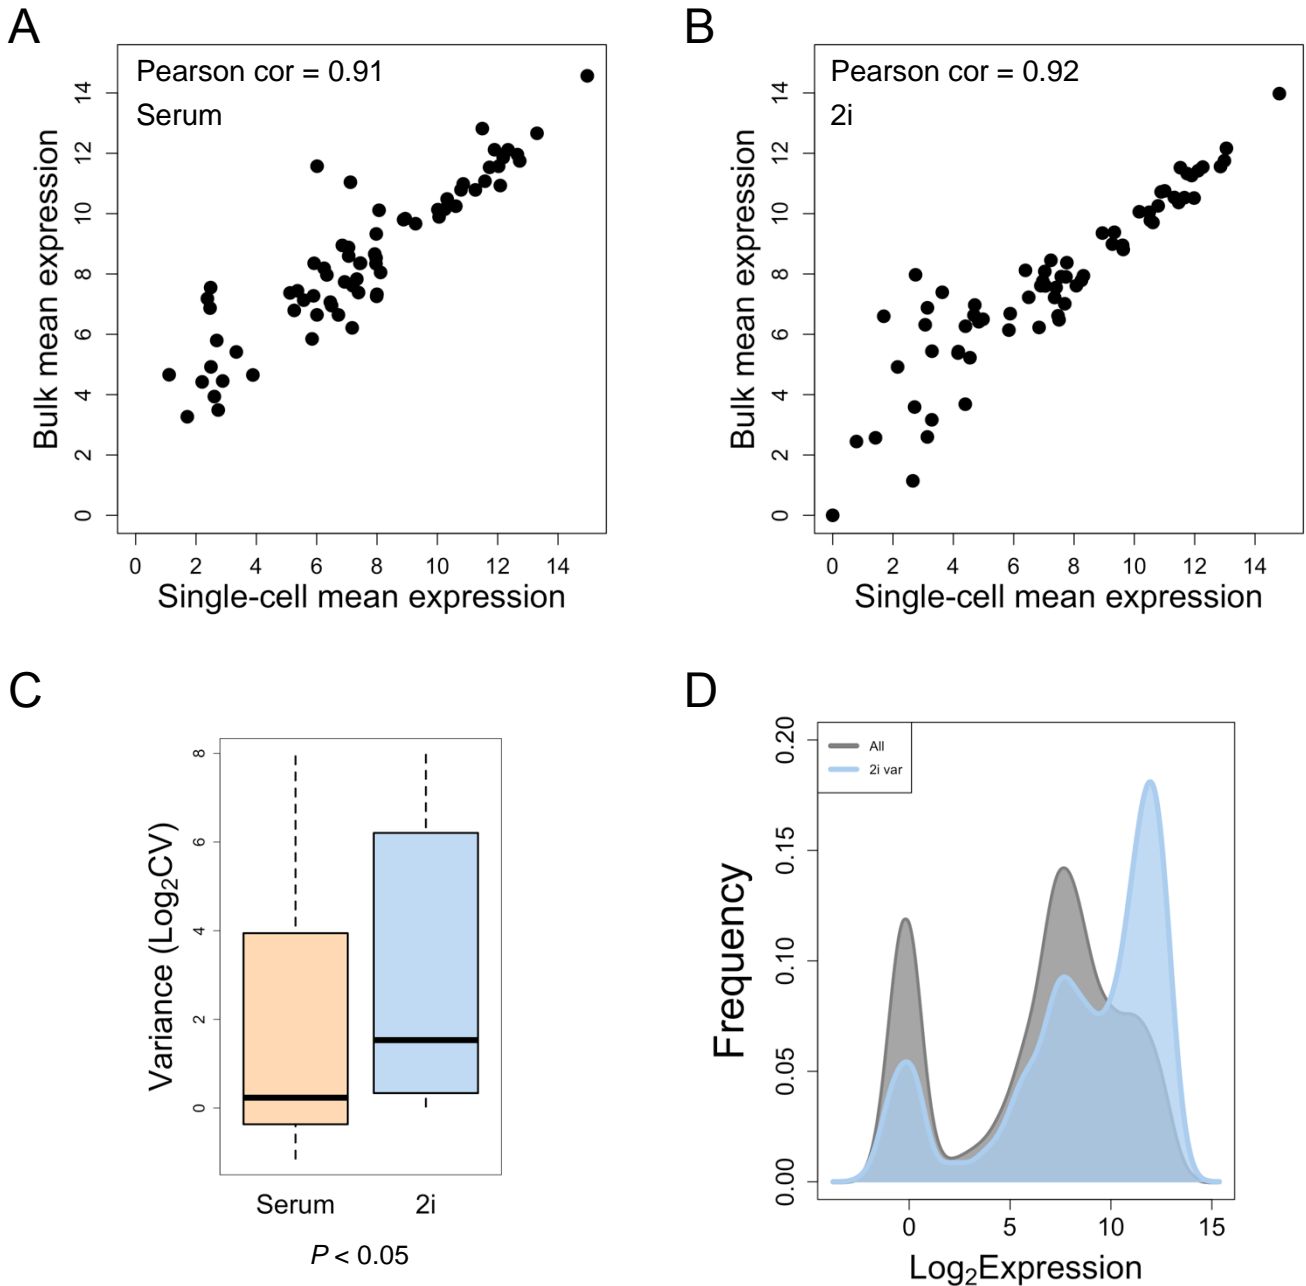 A
Pearson cor = 0.91
Serum
Bulk mean expression
0 2 4 6 8 10 12 14
0 2 4 6 8 10 12 14
Single-cell mean expression
B
Pearson cor = 0.92
2i
Bulk mean expression
0 2 4 6 8 10 12 14
0 2 4 6 8 10 12 14
Single-cell mean expression
C
Variance (Log₂CV)
0 2 4 6 8
Serum 2i
P < 0.05
D
All
2i var
Frequency
0.00 0.05 0.10 0.15 0.20
0 5 10 15
Log₂Expression